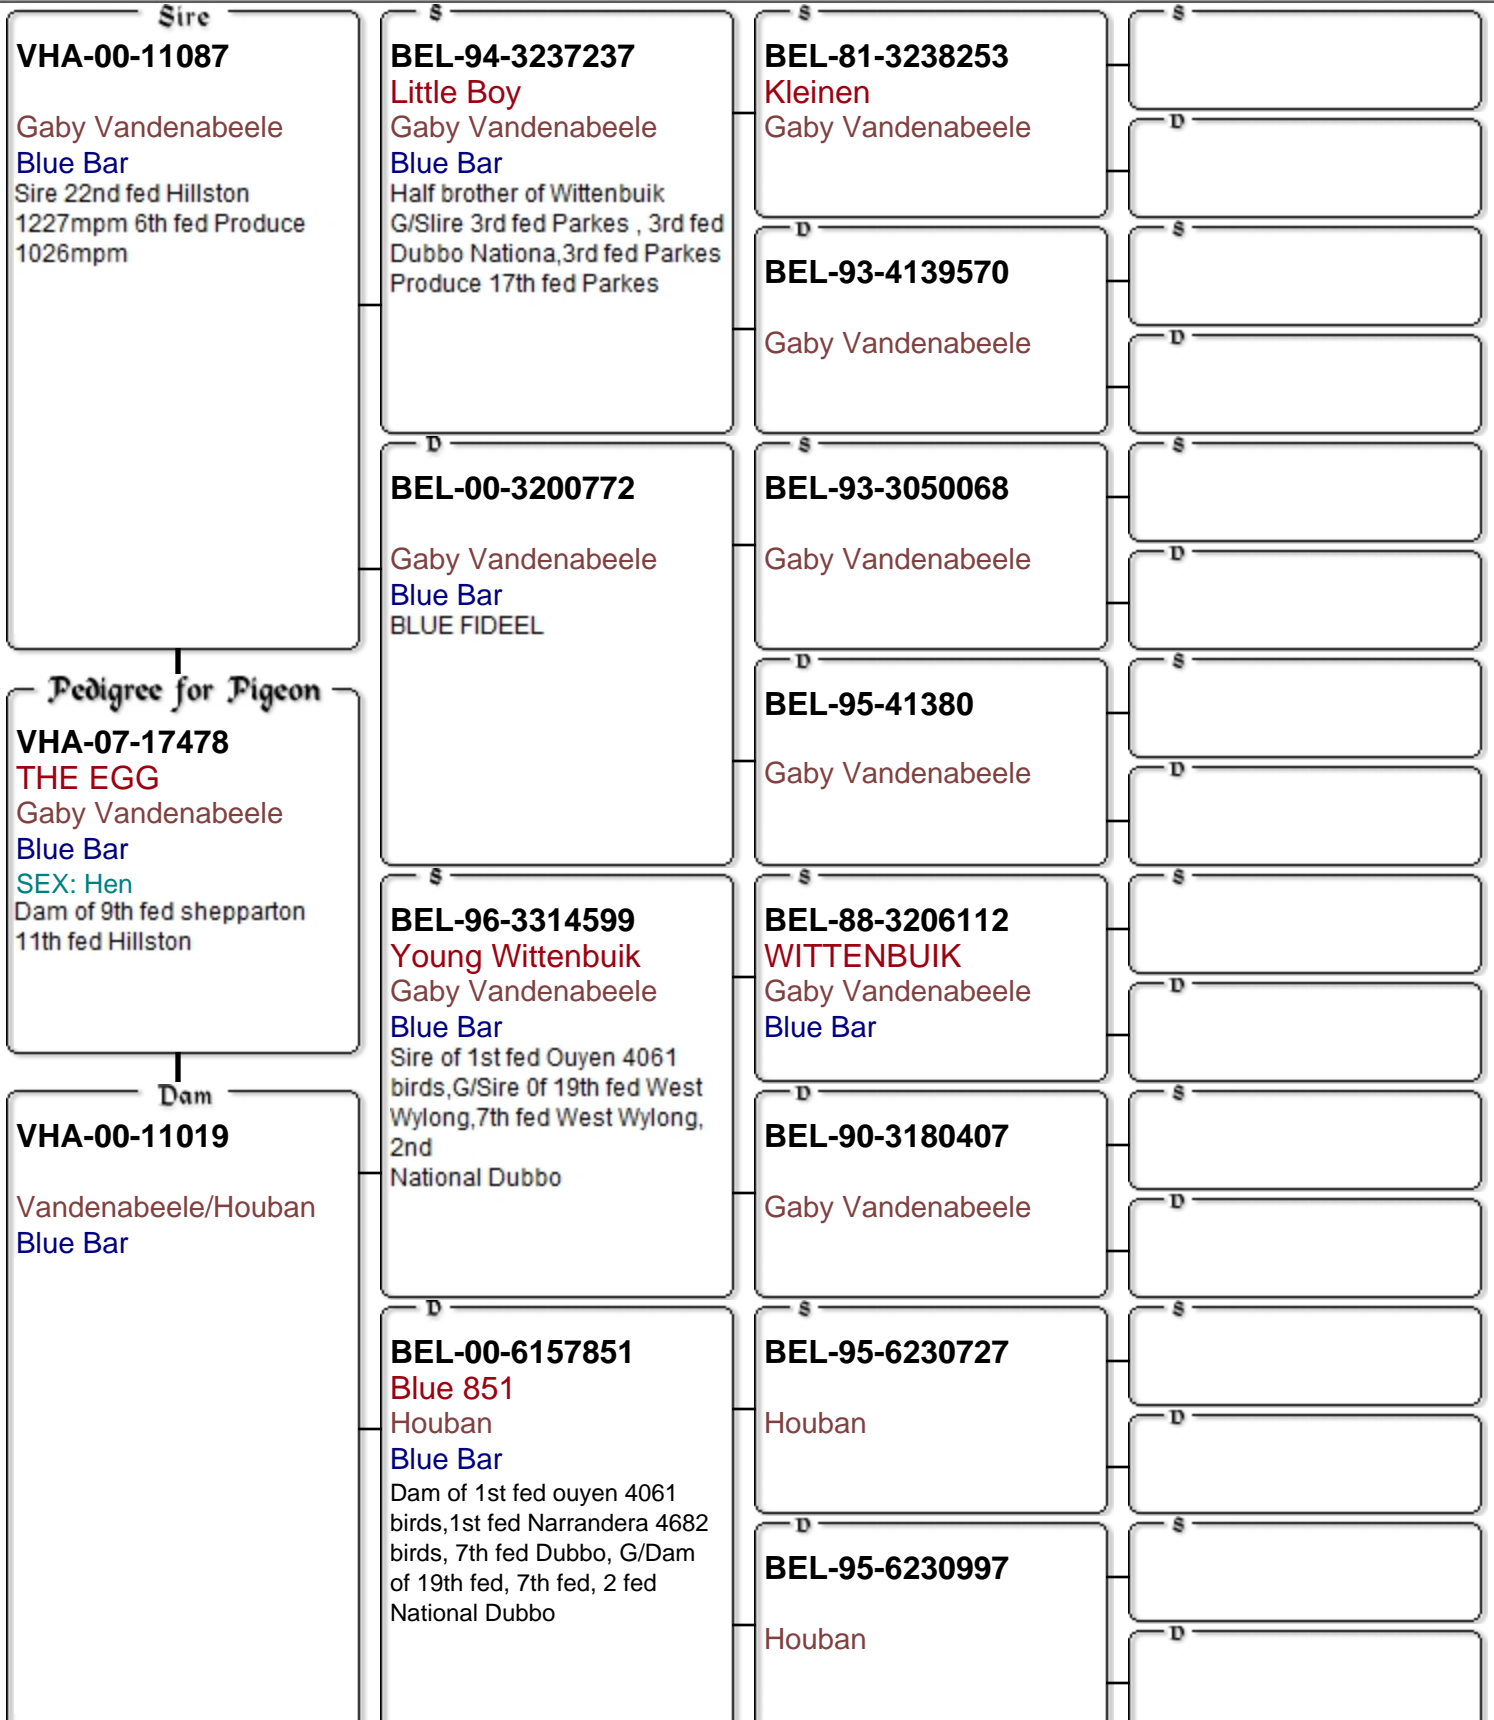 Sire
VHA-00-11087
Gaby Vandenabeele
Blue Bar
Sire 22nd fed Hillston
1227mpm 6th fed Produce
1026mpm
Pedigree for Pigeon
VHA-07-17478
THE EGG
Gaby Vandenabeele
Blue Bar
SEX: Hen
Dam of 9th fed shepparton
11th fed Hillston
Dam
VHA-00-11019
Vandenabeele/Houban
Blue Bar
S
BEL-94-3237237
Little Boy
Gaby Vandenabeele
Blue Bar
Half brother of Wittenbuik
G/Slire 3rd fed Parkes , 3rd fed
Dubbo Nationa,3rd fed Parkes
Produce 17th fed Parkes
D
BEL-00-3200772
Gaby Vandenabeele
Blue Bar
BLUE FIDEEL
S
BEL-96-3314599
Young Wittenbuik
Gaby Vandenabeele
Blue Bar
Sire of 1st fed Ouyen 4061
birds,G/Sire 0f 19th fed West
Wylong,7th fed West Wylong,
2nd
National Dubbo
D
BEL-00-6157851
Blue 851
Houban
Blue Bar
Dam of 1st fed ouyen 4061
birds,1st fed Narrandera 4682
birds, 7th fed Dubbo, G/Dam
of 19th fed, 7th fed, 2 fed
National Dubbo
S
BEL-81-3238253
Kleinen
Gaby Vandenabeele
D
BEL-93-4139570
Gaby Vandenabeele
S
BEL-93-3050068
Gaby Vandenabeele
D
BEL-95-41380
Gaby Vandenabeele
S
BEL-88-3206112
WITTENBUIK
Gaby Vandenabeele
Blue Bar
D
BEL-90-3180407
Gaby Vandenabeele
S
BEL-95-6230727
Houban
D
BEL-95-6230997
Houban
S
D
S
D
S
D
S
D
S
D
S
D
S
D
S
D